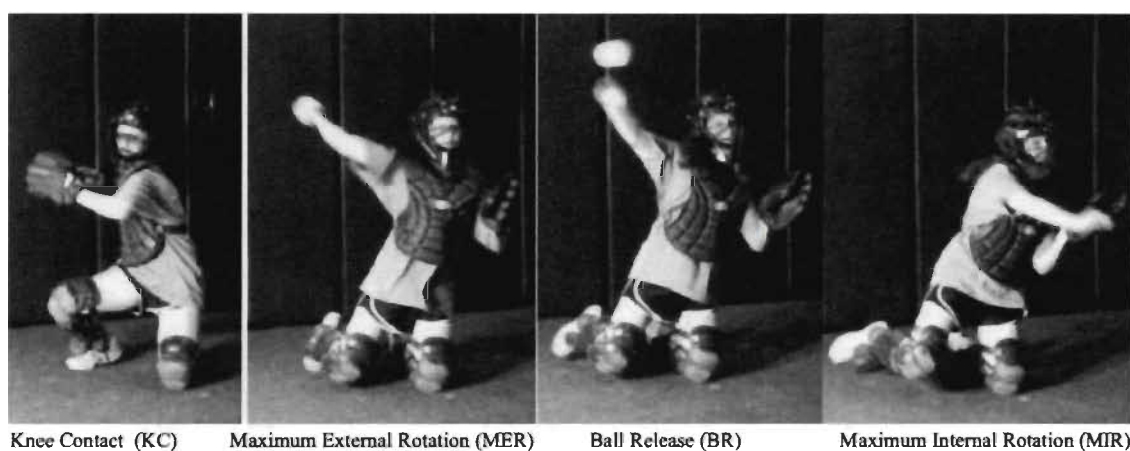 Knee Contact (KC) Maximum External Rotation (MER) Ball Release (BR) Maximum Internal Rotation (MIR)